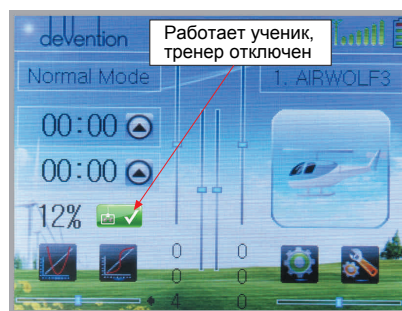 devention
Работает ученик,
тренер отключен
Normal Mode
1. AIRWOLF3
00:00
00:00
12%
0 0
0 0
4 0